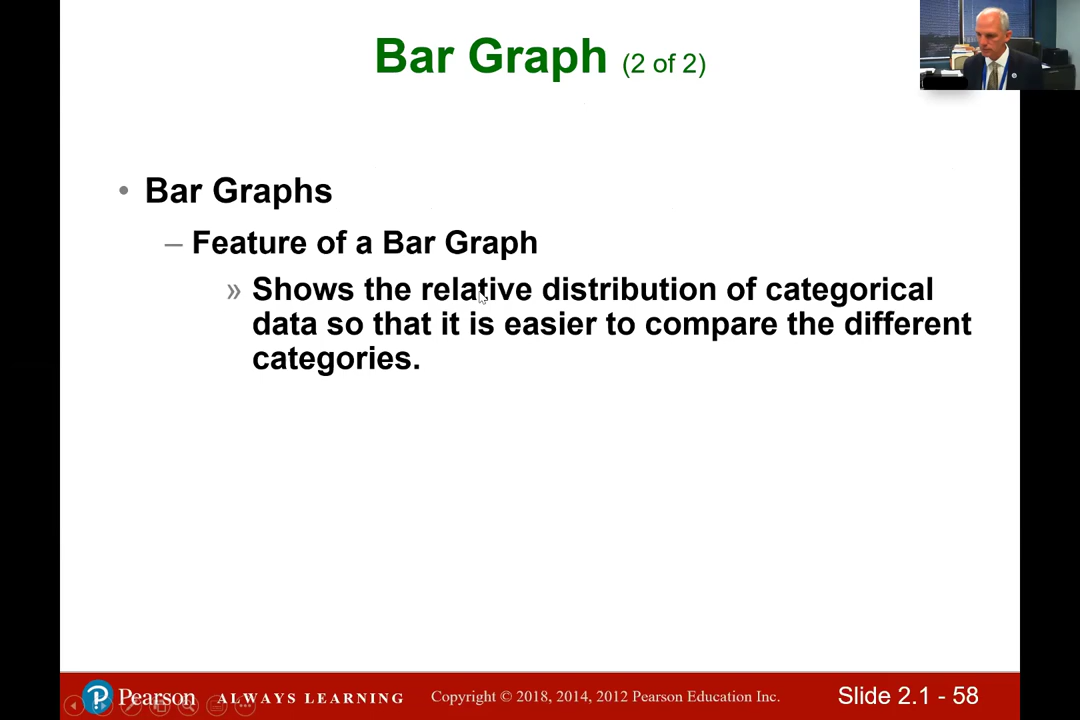 Bar Graph (2 of 2)
• Bar Graphs
– Feature of a Bar Graph
» Shows the relative distribution of categorical
data so that it is easier to compare the different
categories.
Pearson ALWAYS LEARNING Copyright © 2018, 2014, 2012 Pearson Education Inc. Slide 2.1 - 58